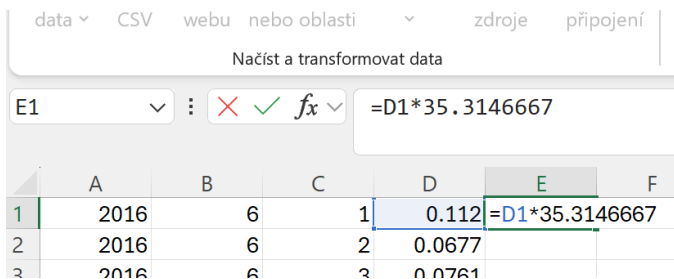 data CSV webu nebo oblasti zdroje připojení
Načíst a transformovat data
E1 fx =D1*35.3146667
A B C D E F
1 2016 6 1 0.112 =D1*35.3146667
2 2016 6 2 0.0677
3 2016 6 3 0.0761